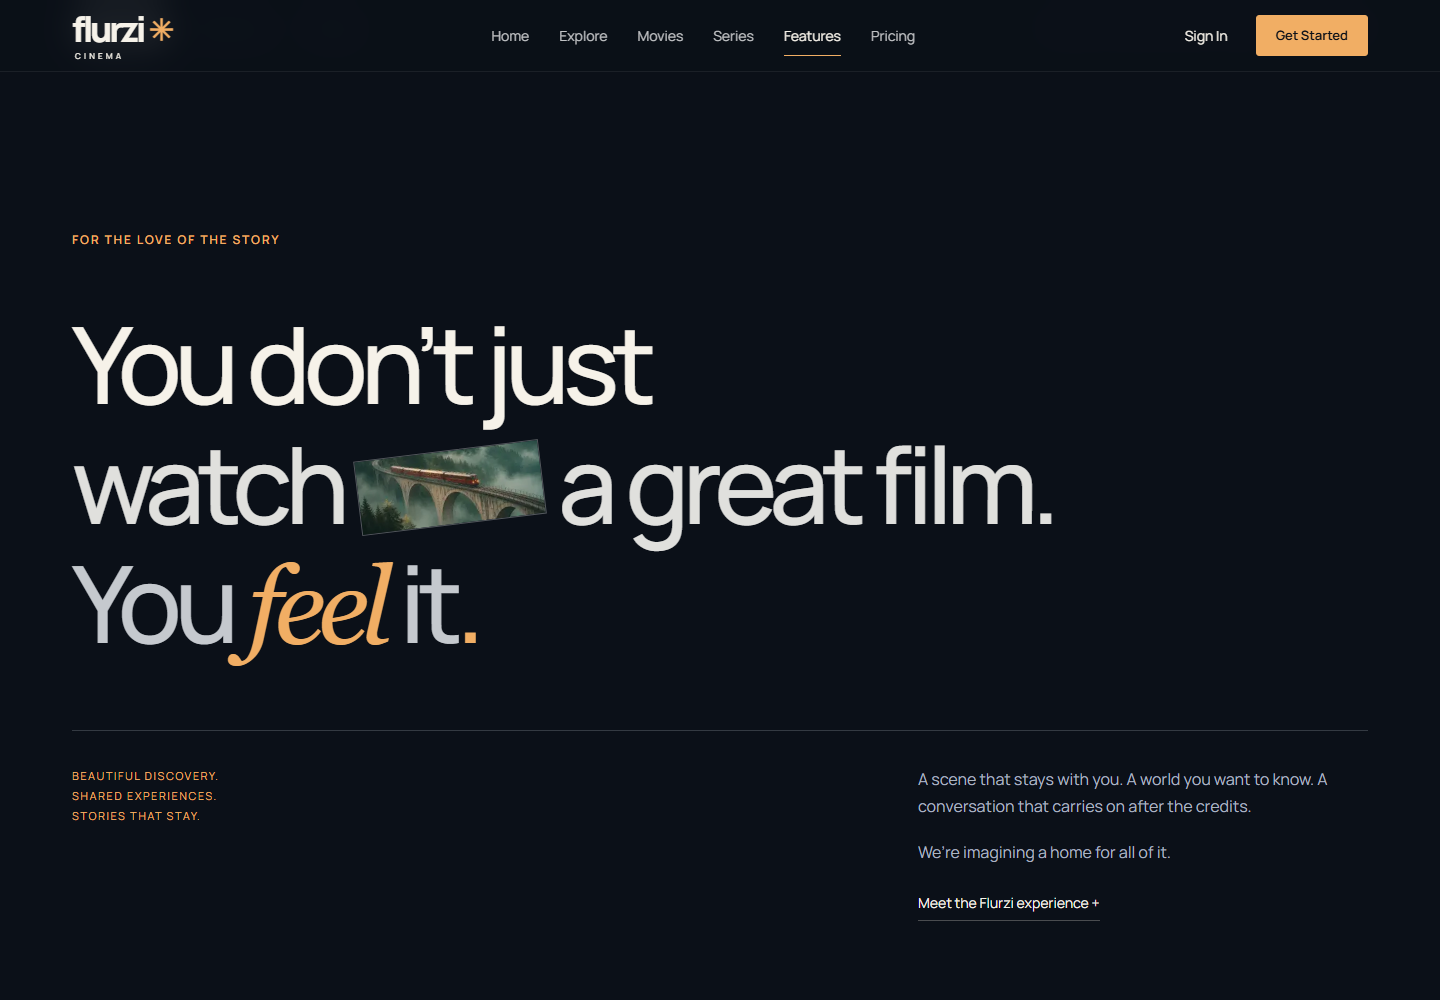 flurzi
CINEMA
Home Explore Movies Series Features Pricing
Sign In Get Started
FOR THE LOVE OF THE STORY
You don’t just
watch a great film.
You feel it.
BEAUTIFUL DISCOVERY.
SHARED EXPERIENCES.
STORIES THAT STAY.
A scene that stays with you. A world you want to know. A
conversation that carries on after the credits.
We’re imagining a home for all of it.
Meet the Flurzi experience +